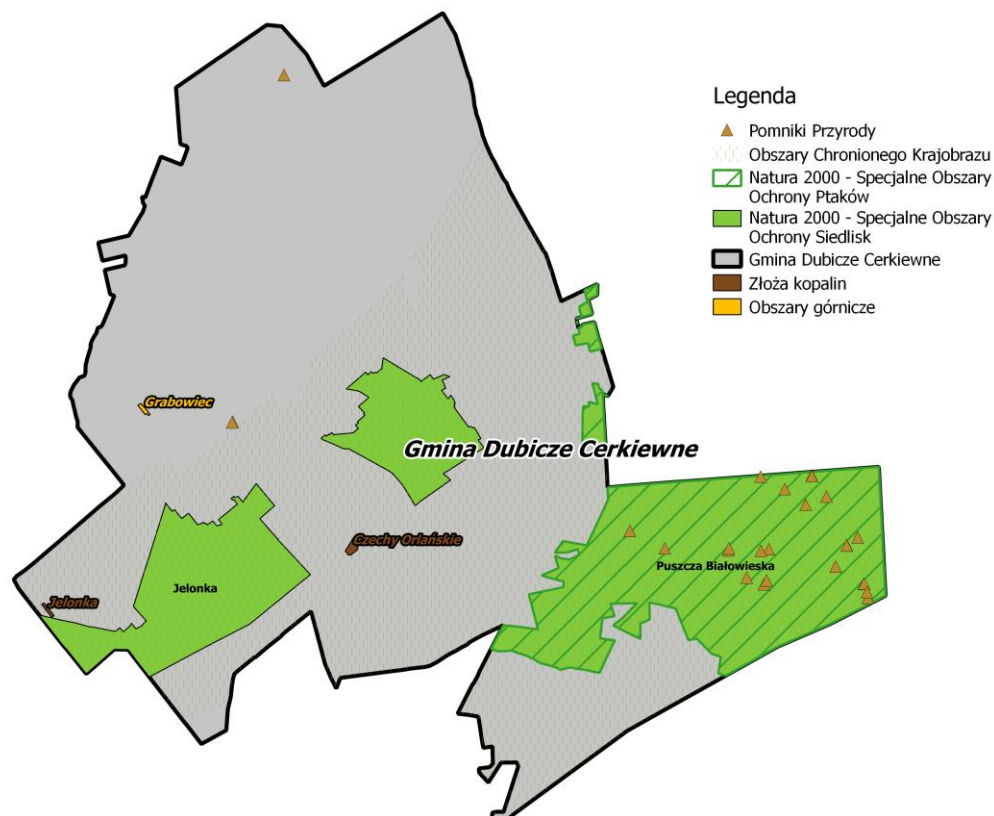 Legenda
Pomniki Przyrody
Obszary Chronionego Krajobrazu
Natura 2000 - Specjalne Obszary
Ochrony Ptaków
Natura 2000 - Specjalne Obszary
Ochrony Siedlisk
Gmina Dubicze Cerkiewne
Złoża kopalin
Obszary górnicze
Grabowiec
Gmina Dubicze Cerkiewne
Czechy Orlańskie
Puszcza Białowieska
Jelonka
Jelonka